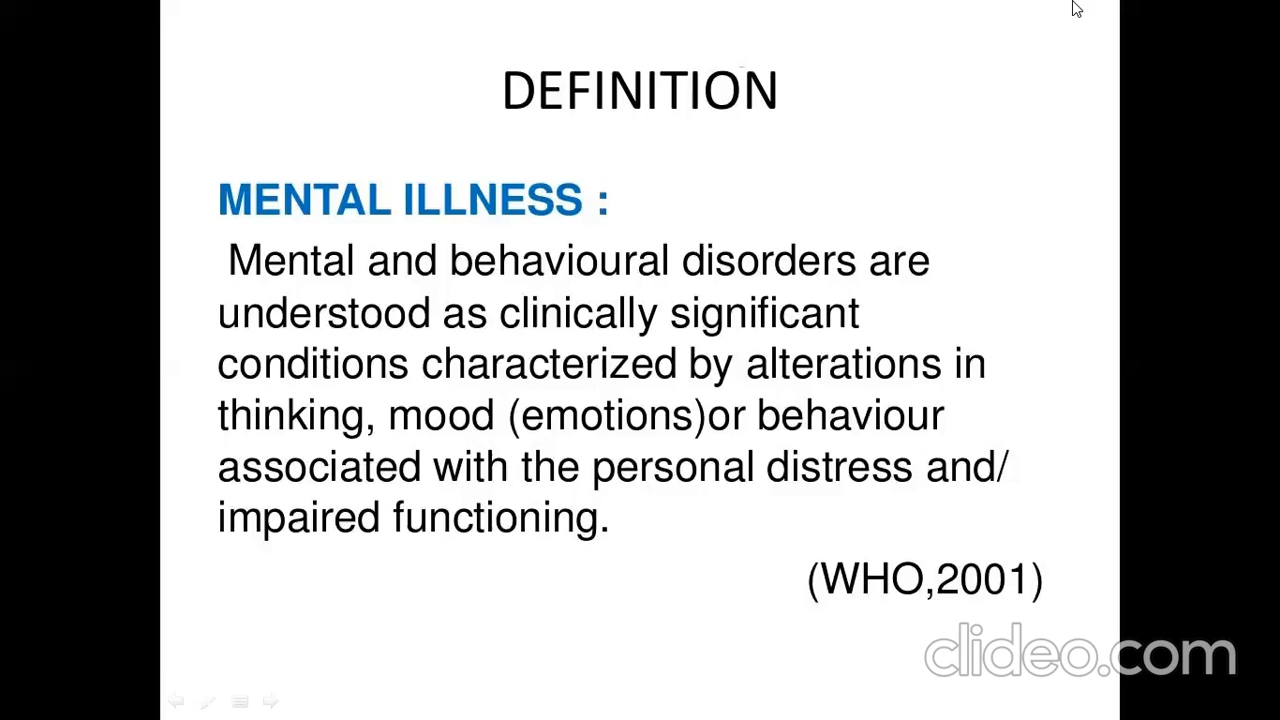 DEFINITION
MENTAL ILLNESS :
Mental and behavioural disorders are
understood as clinically significant
conditions characterized by alterations in
thinking, mood (emotions)or behaviour
associated with the personal distress and/
impaired functioning.
(WHO,2001)
clideo.com